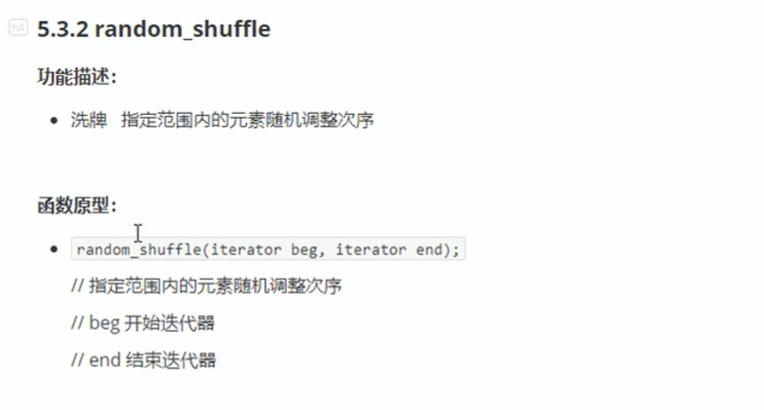 h4
5.3.2 random_shuffle
功能描述：
洗牌 指定范围内的元素随机调整次序
函数原型：
random_shuffle(iterator beg, iterator end);
// 指定范围内的元素随机调整次序
// beg 开始迭代器
// end 结束迭代器